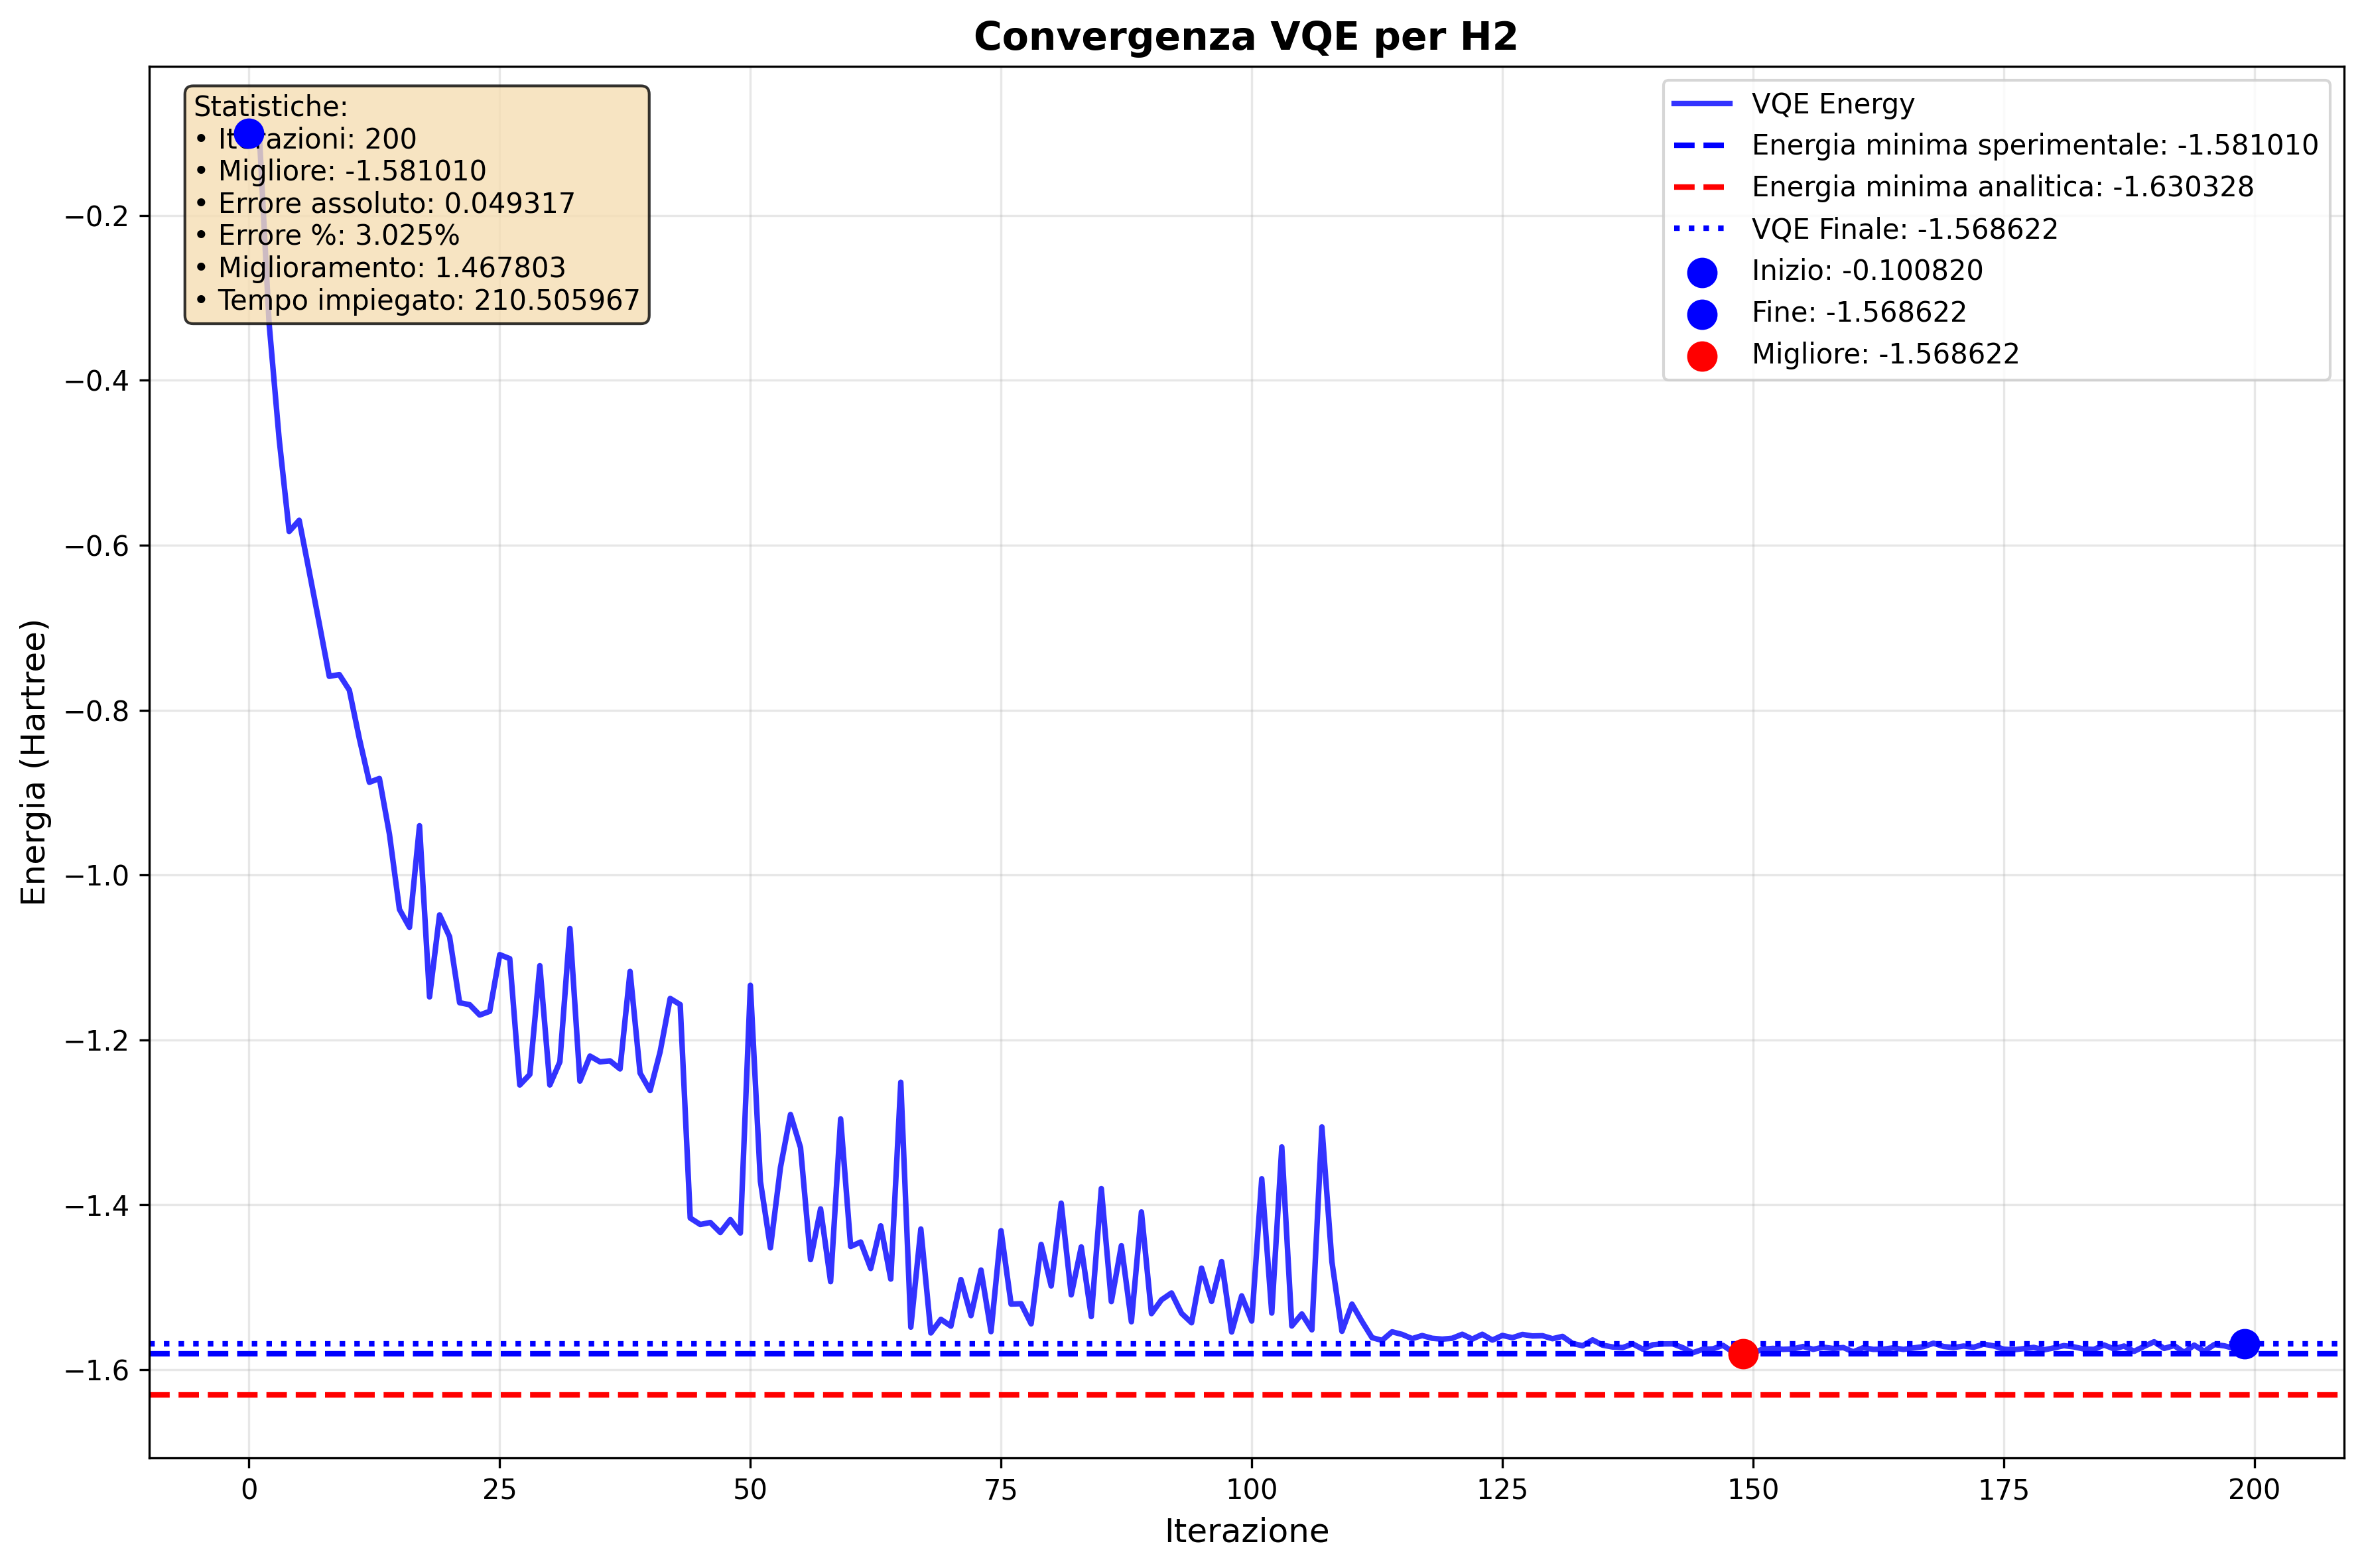 Convergenza VQE per H2
Statistiche:
• Iterazioni: 200
• Migliore: -1.581010
• Errore assoluto: 0.049317
• Errore %: 3.025%
• Miglioramento: 1.467803
• Tempo impiegato: 210.505967
VQE Energy
Energia minima sperimentale: -1.581010
Energia minima analitica: -1.630328
VQE Finale: -1.568622
Inizio: -0.100820
Fine: -1.568622
Migliore: -1.568622
Energia (Hartree)
−0.2
−0.4
−0.6
−0.8
−1.0
−1.2
−1.4
−1.6
0 25 50 75 100 125 150 175 200
Iterazione